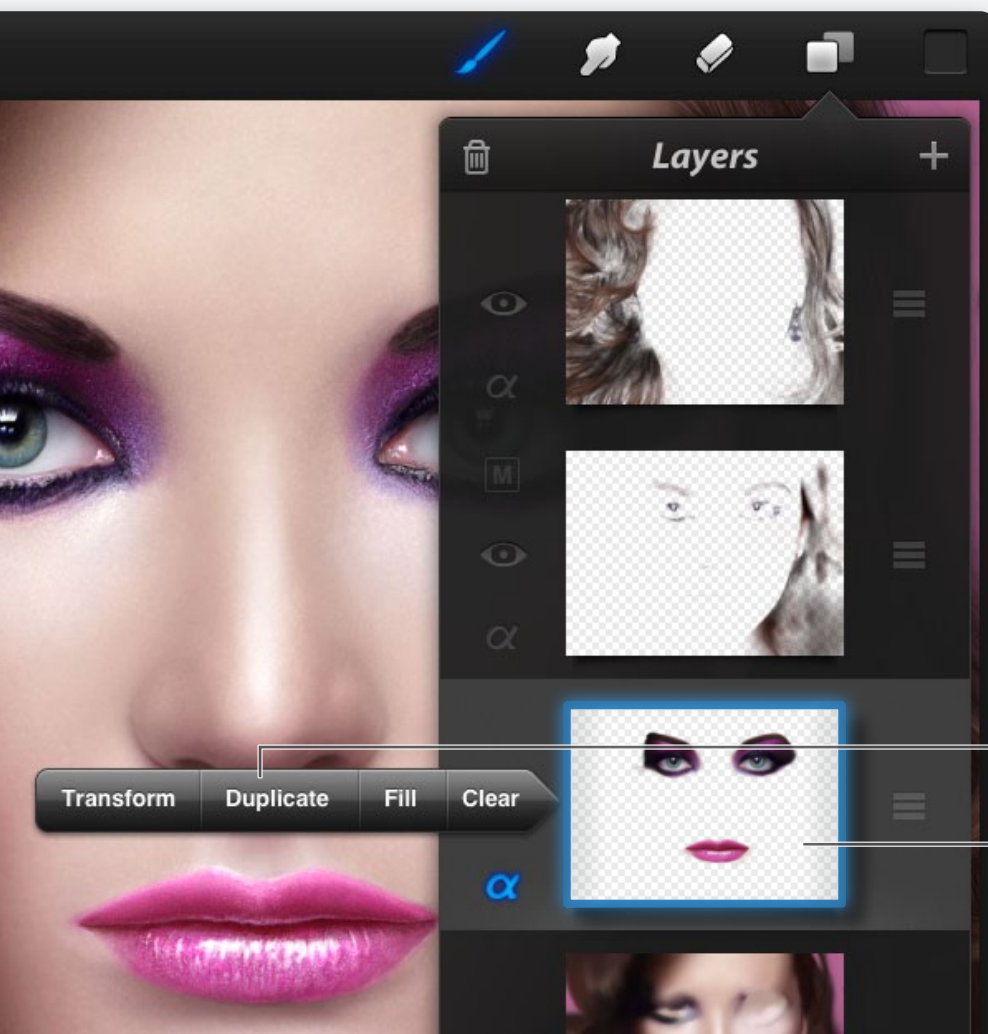 Layers
α
M
α
Transform Duplicate Fill Clear
α